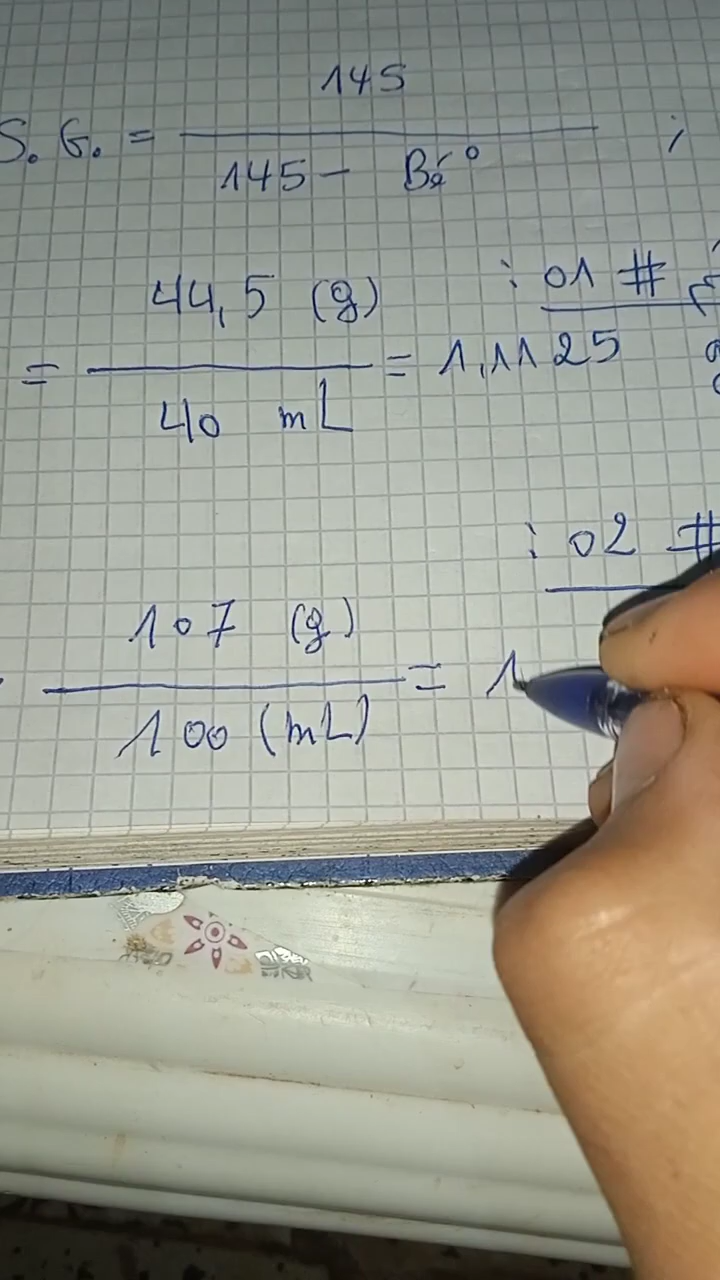 145
S. G. = ;
145 - Bé°
44,5 (g)
: 01 #
= = 1,1125
40 mL
: 02 #
107 (g)
= 1
100 (mL)